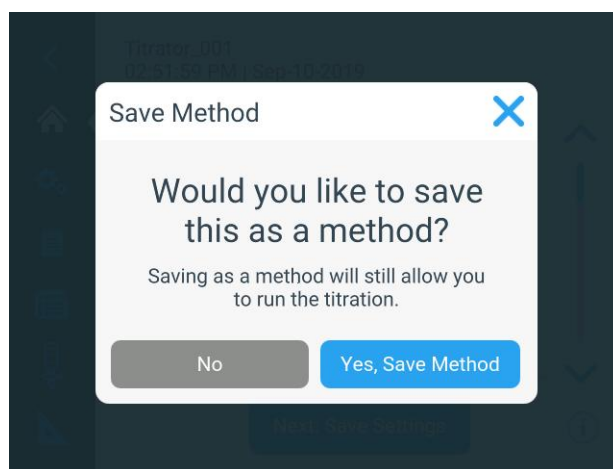 Titrator_001
02:51:59 PM | Sep-10-2019
Save Method
Would you like to save
this as a method?
Saving as a method will still allow you
to run the titration.
No
Yes, Save Method
Next, Save Settings